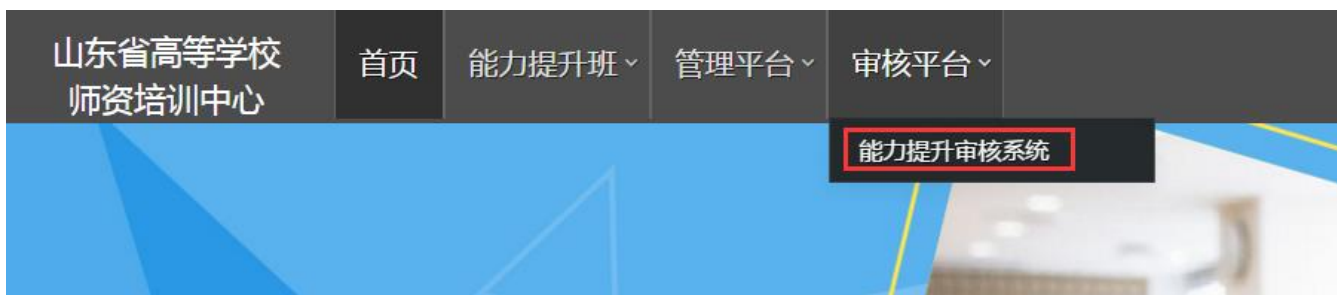 山东省高等学校
师资培训中心
首页
能力提升班
管理平台
审核平台
能力提升审核系统